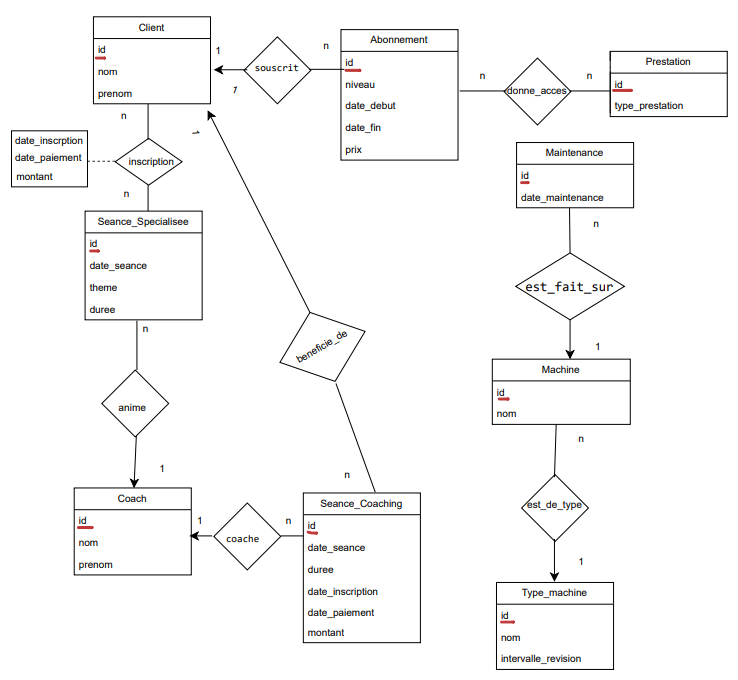 Client
id
nom
prenom
1
1
souscrit
n
Abonnement
id
niveau
date_debut
date_fin
prix
n
donne_acces
n
Prestation
id
type_prestation
n
inscription
date_inscrption
date_paiement
montant
n
1
Seance_Specialisee
id
date_seance
theme
duree
n
anime
1
Coach
id
nom
prenom
1
coache
n
beneficie_de
n
Seance_Coaching
id
date_seance
duree
date_inscription
date_paiement
montant
Maintenance
id
date_maintenance
n
est_fait_sur
1
Machine
id
nom
n
est_de_type
1
Type_machine
id
nom
intervalle_revision